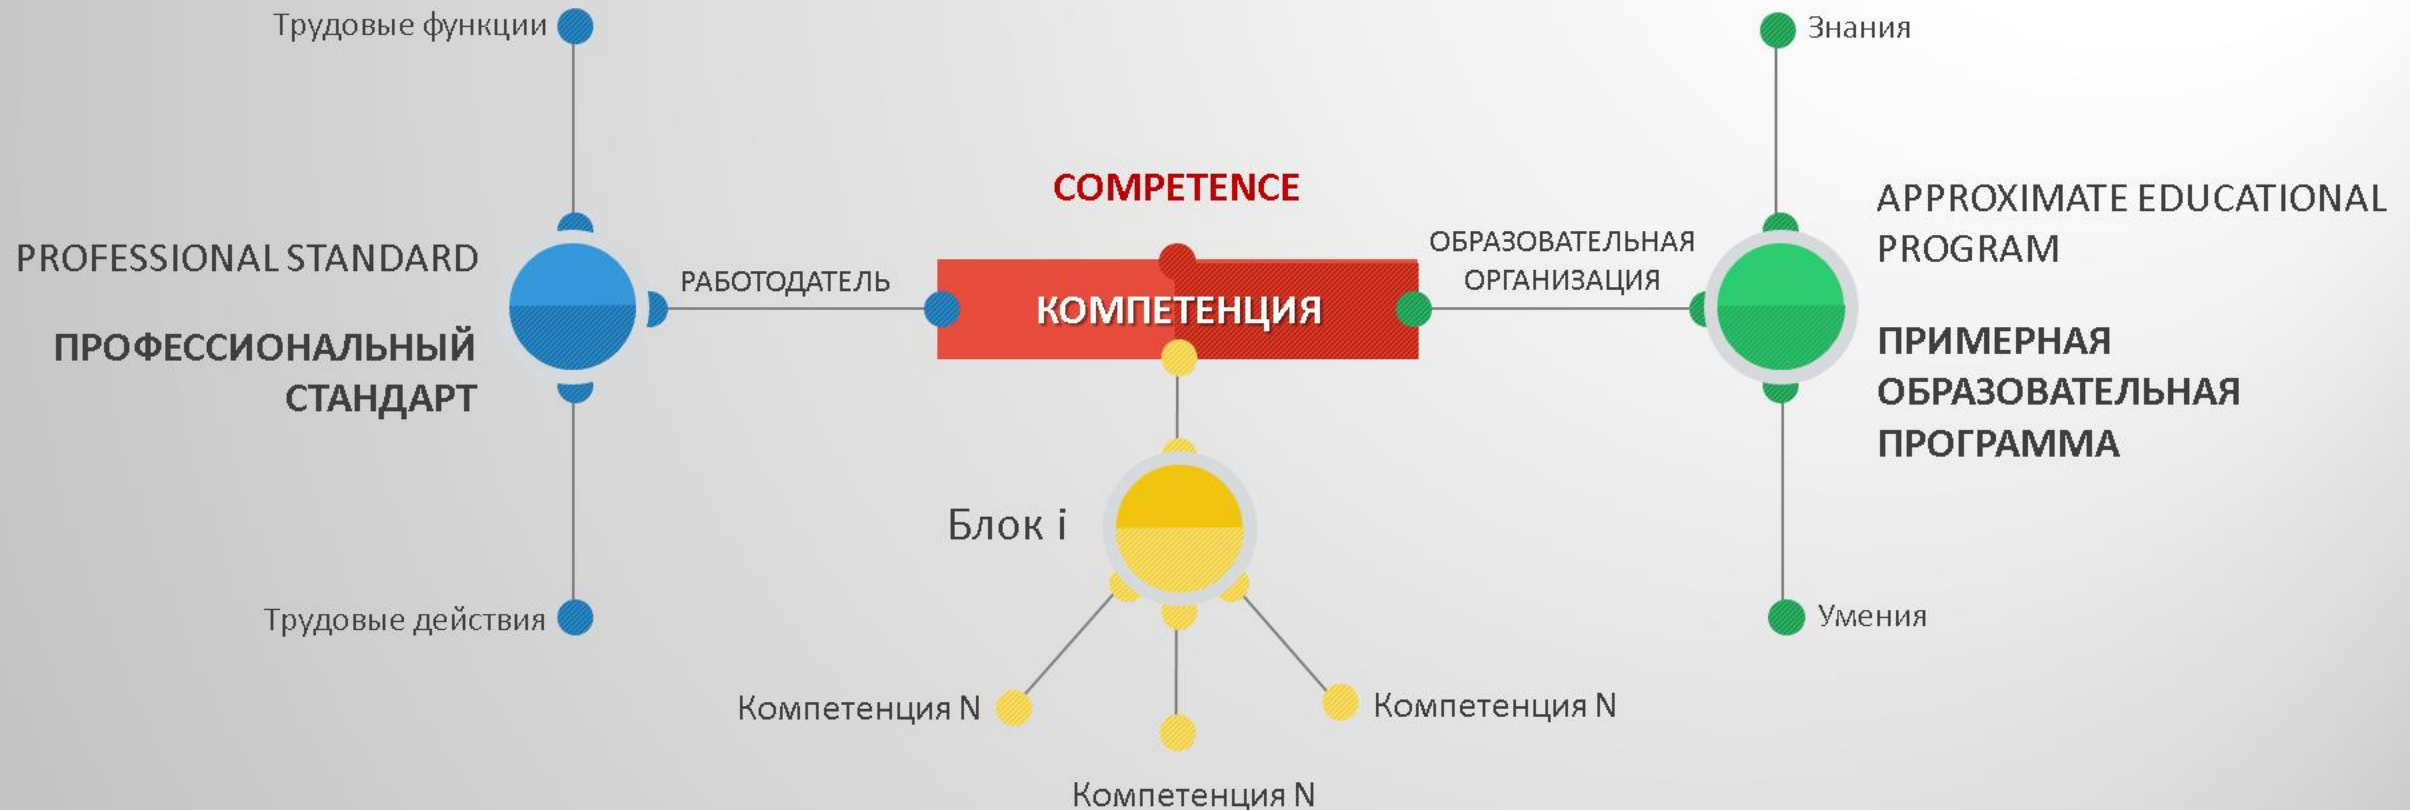 Трудовые функции
Знания
COMPETENCE
APPROXIMATE EDUCATIONAL
PROGRAM
PROFESSIONAL STANDARD
РАБОТОДАТЕЛЬ
КОМПЕТЕНЦИЯ
ОБРАЗОВАТЕЛЬНАЯ
ОРГАНИЗАЦИЯ
ПРОФЕССИОНАЛЬНЫЙ
СТАНДАРТ
ПРИМЕРНАЯ
ОБРАЗОВАТЕЛЬНАЯ
ПРОГРАММА
Блок i
Трудовые действия
Умения
Компетенция N
Компетенция N
Компетенция N